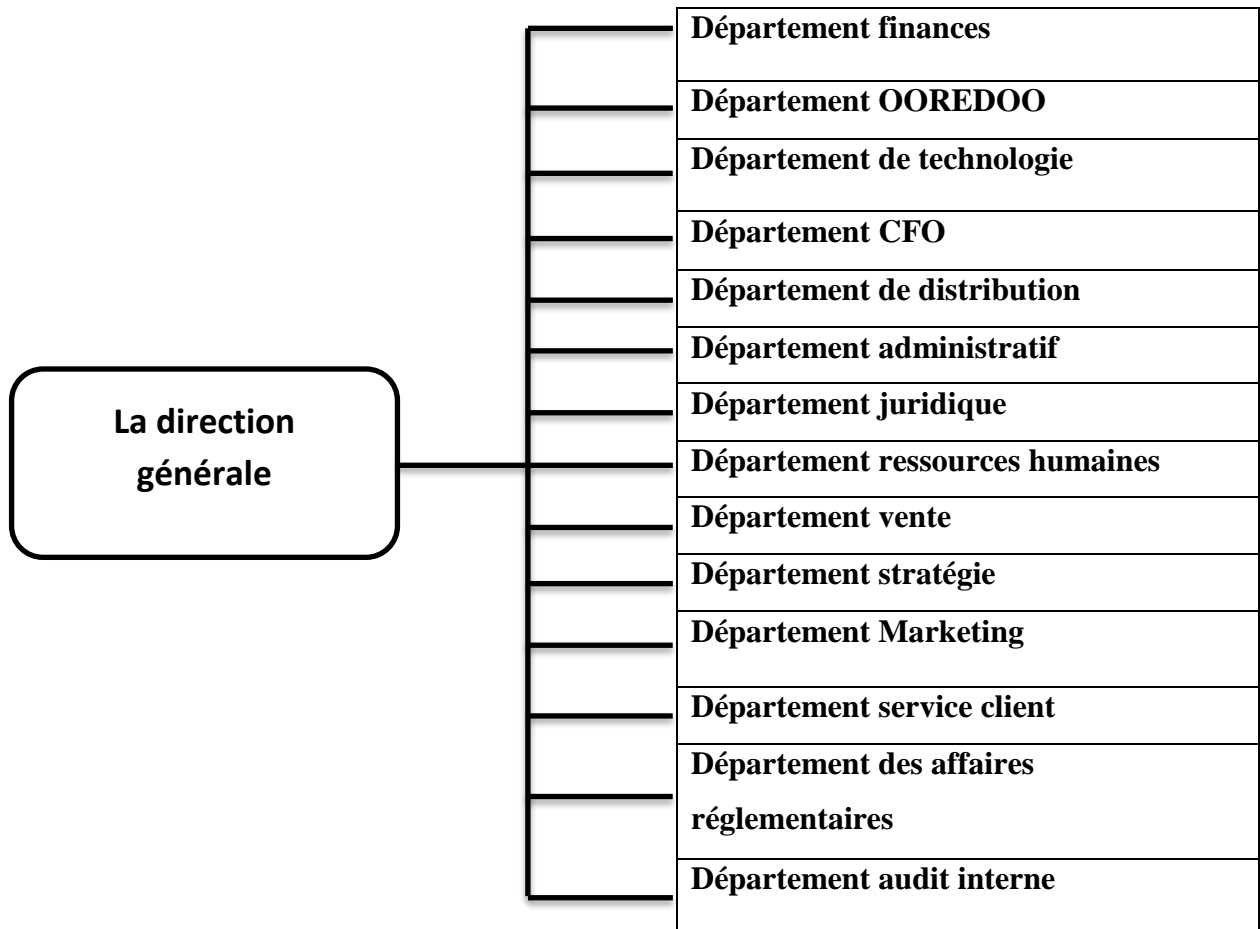 Département finances
Département OOREDOO
Département de technologie
Département CFO
Département de distribution
Département administratif
La direction
générale
Département juridique
Département ressources humaines
Département vente
Département stratégie
Département Marketing
Département service client
Département des affaires
réglementaires
Département audit interne